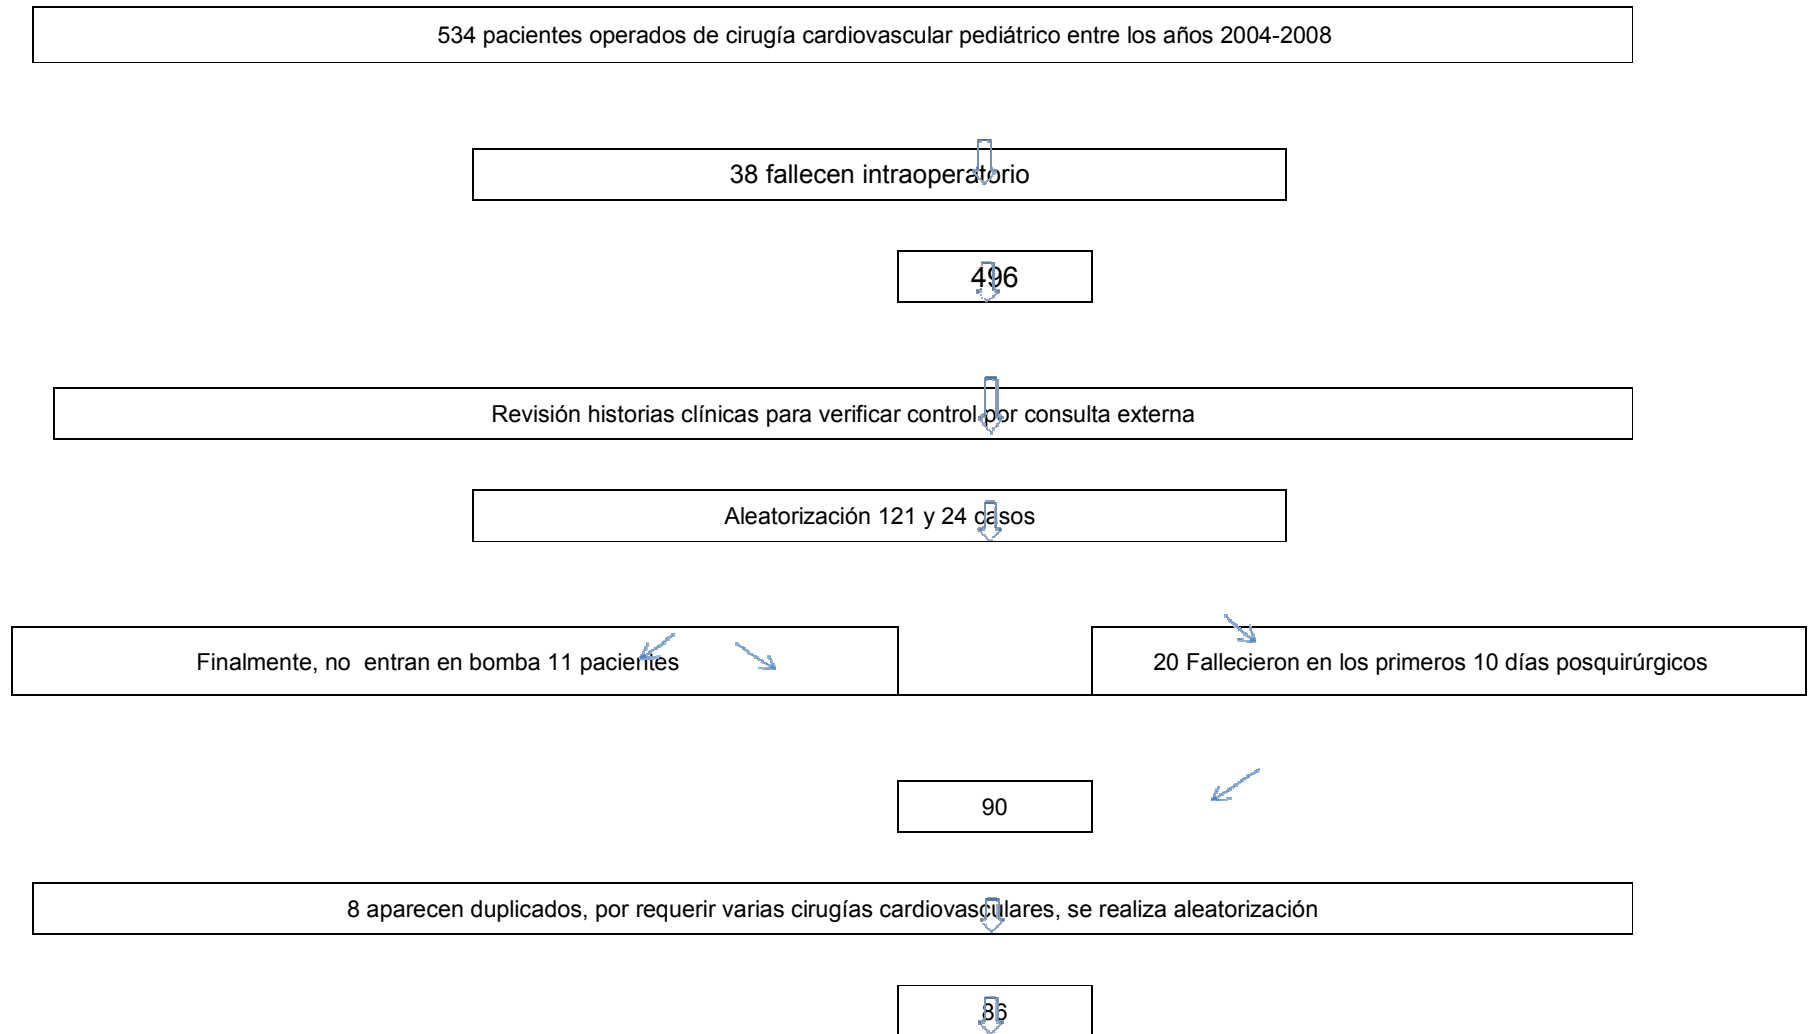 534 pacientes operados de cirugía cardiovascular pediátrico entre los años 2004-2008
38 fallecen intraoperatorio
496
Revisión historias clínicas para verificar control por consulta externa
Aleatorización 121 y 24 casos
Finalmente, no  entran en bomba 11 pacientes
20 Fallecieron en los primeros 10 días posquirúrgicos
90
8 aparecen duplicados, por requerir varias cirugías cardiovasculares, se realiza aleatorización
86